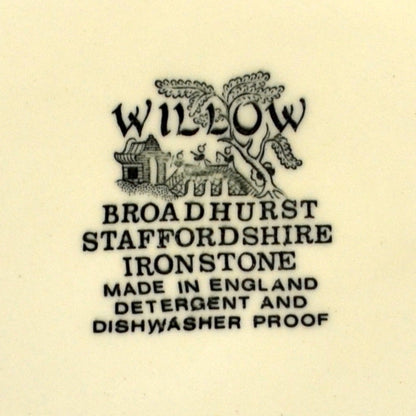 WILLOW
BROADHURST
STAFFORDSHIRE
IRONSTONE
MADE IN ENGLAND
DETERGENT AND
DISHWASHER PROOF